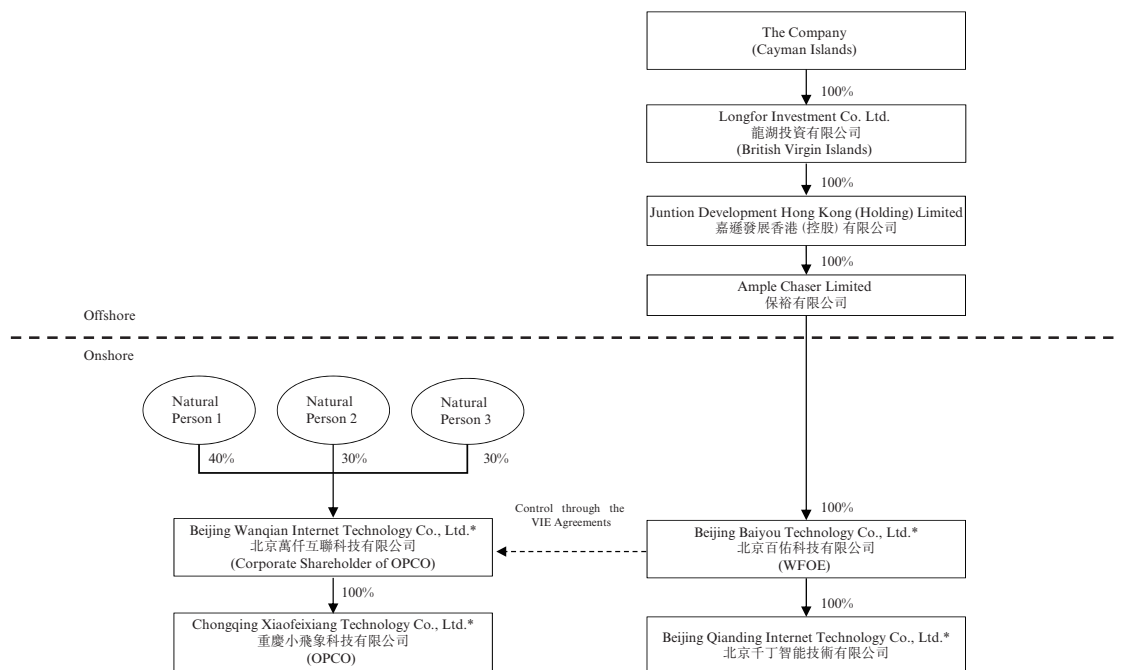 The Company
(Cayman Islands)
100%
Longfor Investment Co. Ltd.
龍湖投資有限公司
(British Virgin Islands)
100%
Juntion Development Hong Kong (Holding) Limited
嘉遜發展香港 (控股) 有限公司
100%
Ample Chaser Limited
保裕有限公司
Offshore
Onshore
Natural
Person 1
Natural
Person 2
Natural
Person 3
40%
30%
30%
100%
Control through the
VIE Agreements
Beijing Wanqian Internet Technology Co., Ltd.*
北京萬仟互聯科技有限公司
(Corporate Shareholder of OPCO)
Beijing Baiyou Technology Co., Ltd.*
北京百佑科技有限公司
(WFOE)
100%
100%
Chongqing Xiaofeixiang Technology Co., Ltd.*
重慶小飛象科技有限公司
(OPCO)
Beijing Qianding Internet Technology Co., Ltd.*
北京千丁智能技術有限公司